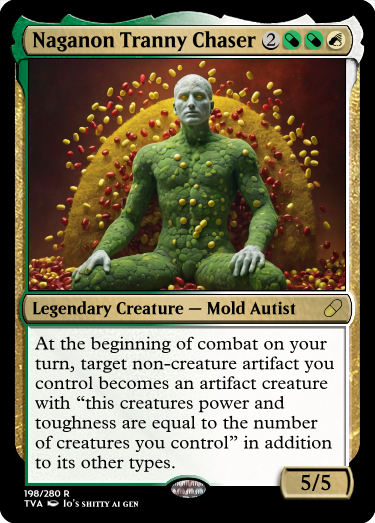 Naganon Tranny Chaser 2
Legendary Creature — Mold Autist
At the beginning of combat on your
turn, target non-creature artifact you
control becomes an artifact creature
with “this creatures power and
toughness are equal to the number
of creatures you control” in addition
to its other types.
5/5
198/280 R
TVA Io's shitty ai gen